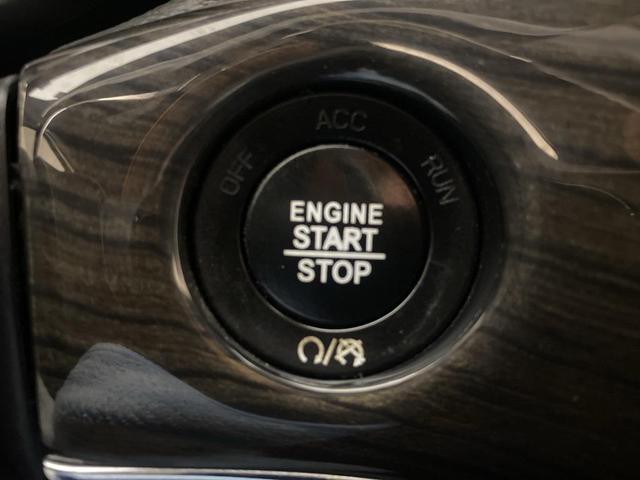 ACC
OFF
RUN
ENGINE
START
STOP